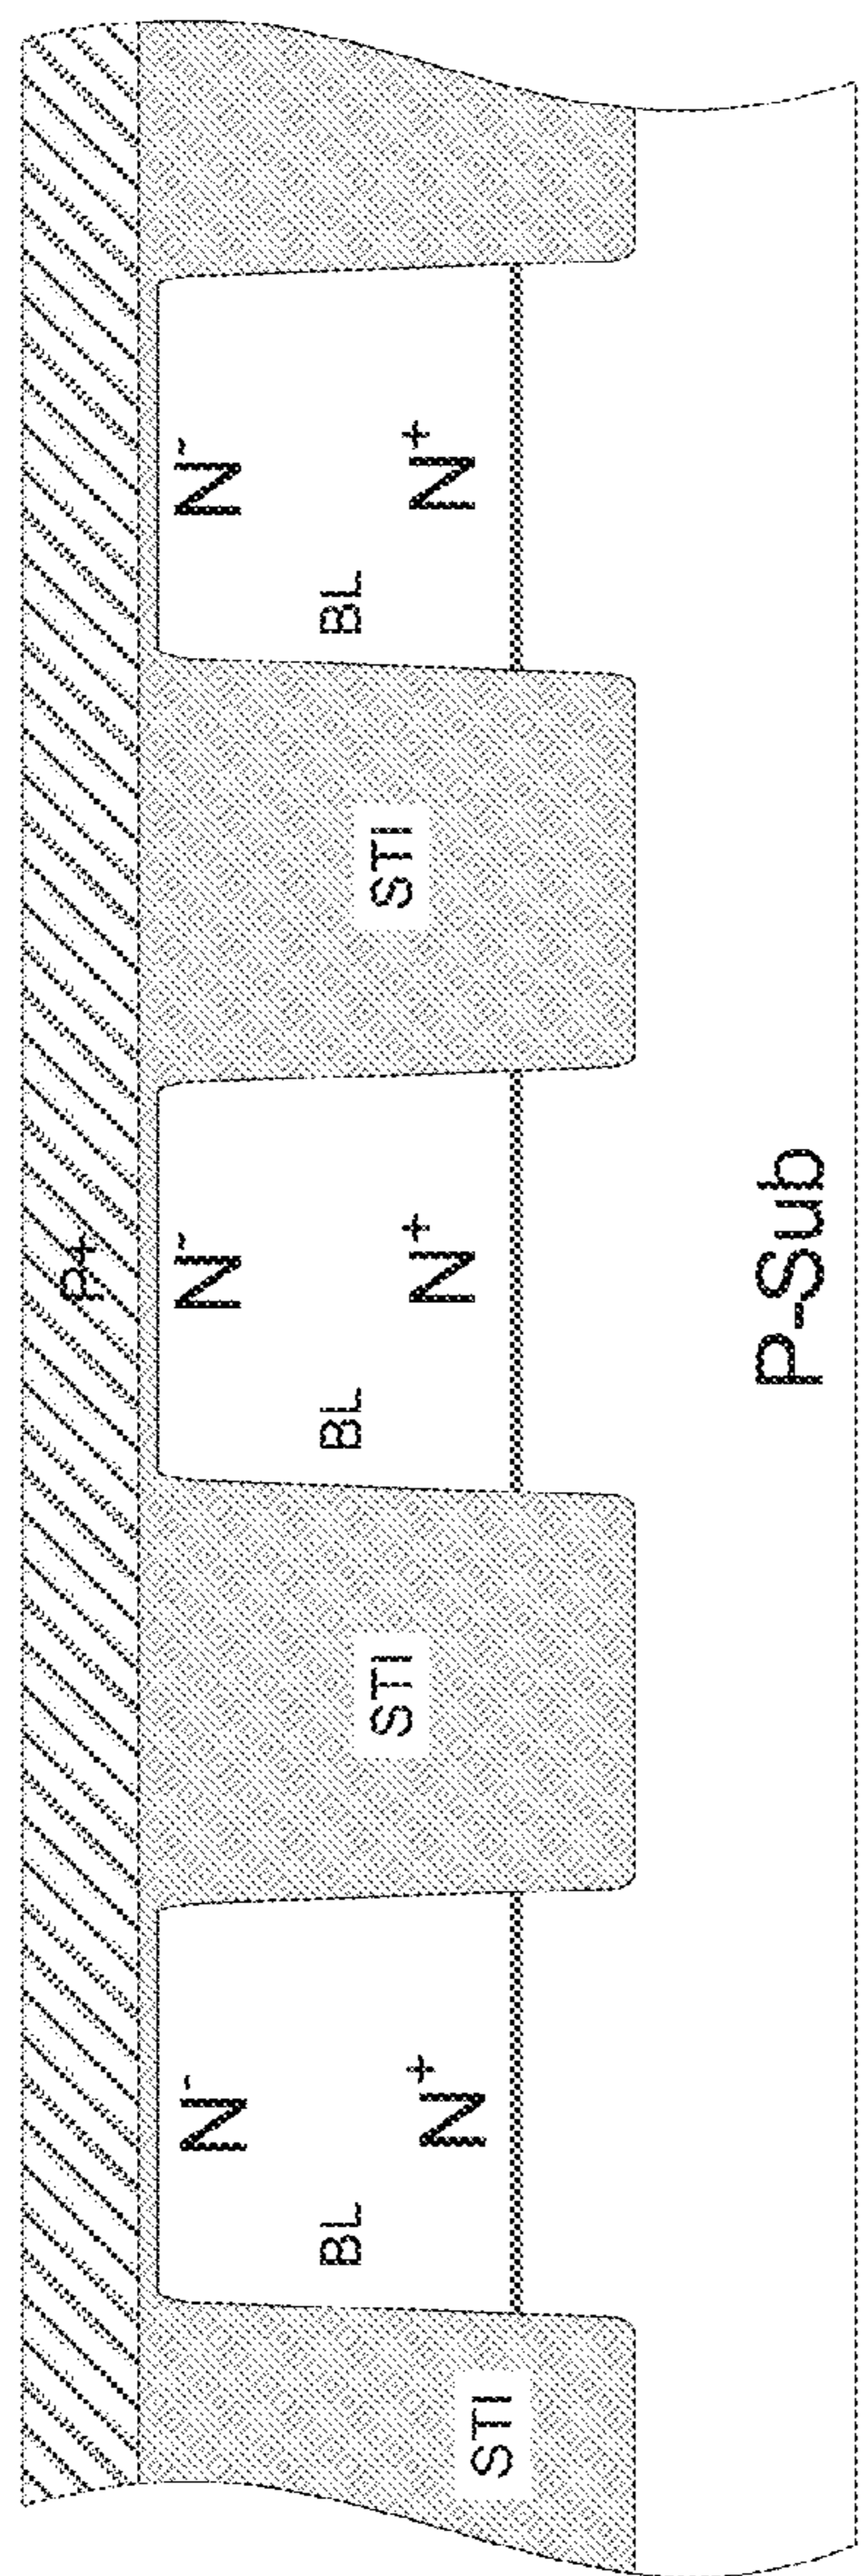 P+
N- N- N-
BL BL BL
N+ N+ N+
STI STI STI
P-Sub